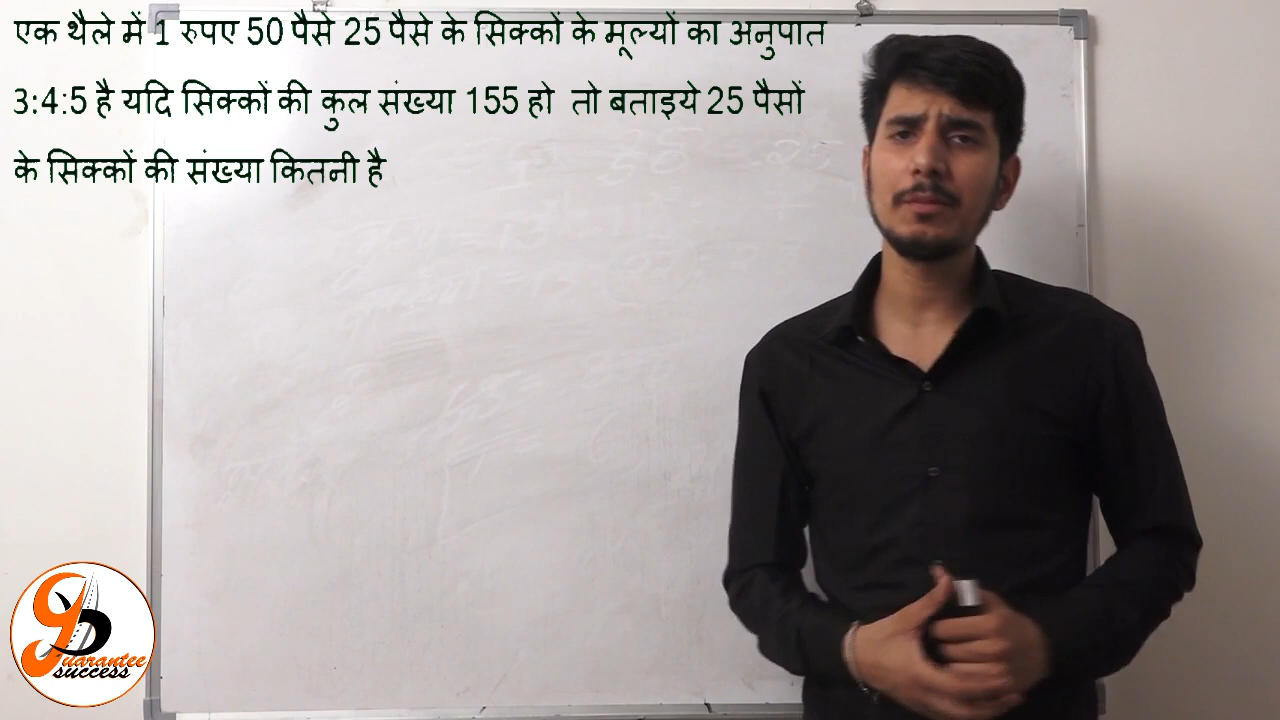 एक थैले में 1 रुपए 50 पैसे 25 पैसे के सिक्कों के मूल्यों का अनुपात
3:4:5 है यदि सिक्कों की कुल संख्या 155 हो तो बताइये 25 पैसों
के सिक्कों की संख्या कितनी है
Guarantee
success